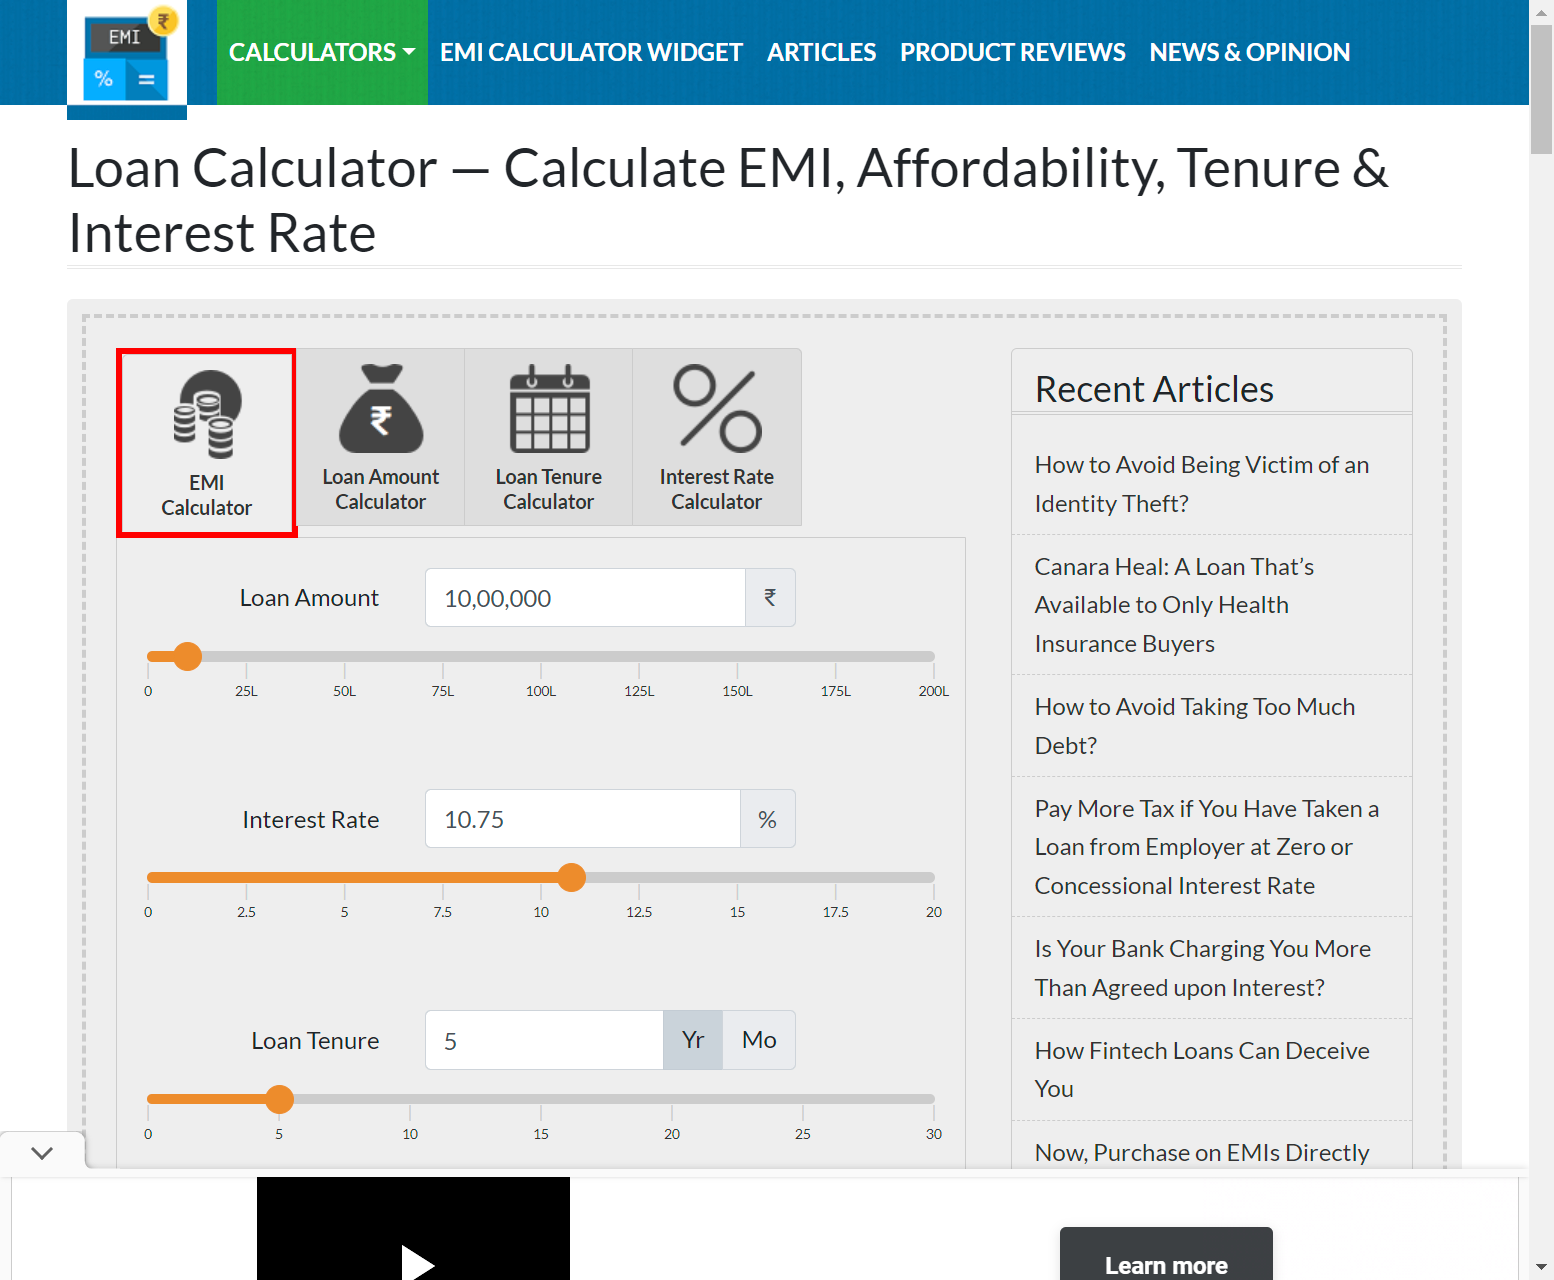 EMI
₹
%
=
CALCULATORS
EMI CALCULATOR WIDGET
ARTICLES
PRODUCT REVIEWS
NEWS & OPINION
Loan Calculator — Calculate EMI, Affordability, Tenure &
Interest Rate
EMI
Calculator
₹
Loan Amount
Calculator
Loan Tenure
Calculator
Interest Rate
Calculator
Loan Amount
10,00,000
₹
0 25L 50L 75L 100L 125L 150L 175L 200L
Interest Rate
10.75
%
0 2.5 5 7.5 10 12.5 15 17.5 20
Loan Tenure
5
Yr
Mo
0 5 10 15 20 25 30
Recent Articles
How to Avoid Being Victim of an
Identity Theft?
Canara Heal: A Loan That’s
Available to Only Health
Insurance Buyers
How to Avoid Taking Too Much
Debt?
Pay More Tax if You Have Taken a
Loan from Employer at Zero or
Concessional Interest Rate
Is Your Bank Charging You More
Than Agreed upon Interest?
How Fintech Loans Can Deceive
You
Now, Purchase on EMIs Directly
Learn more